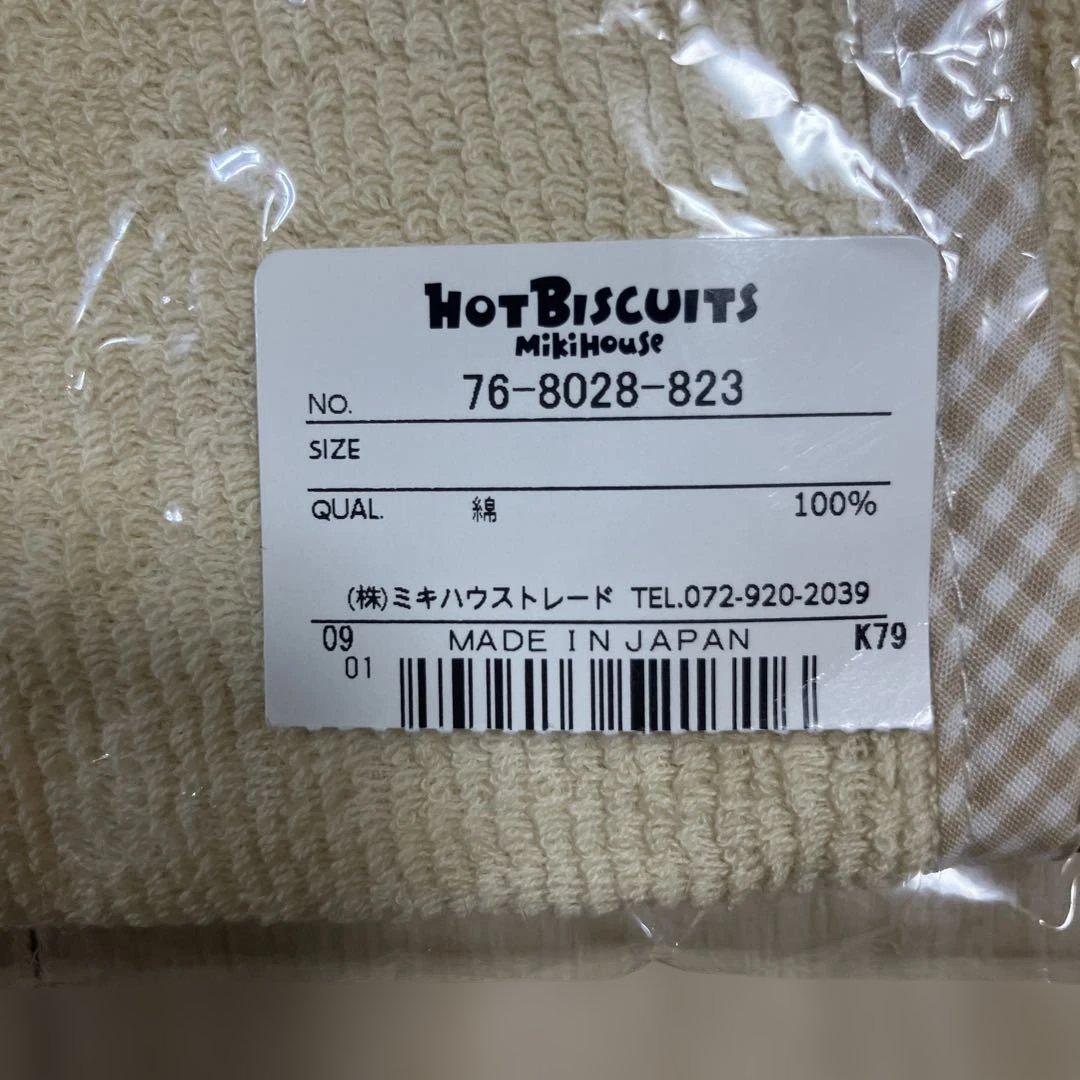 HOTBISCUITS
MikiHouse
NO. 76-8028-823
SIZE
QUAL. 綿 100%
(株)ミキハウストレード TEL.072-920-2039
09 MADE IN JAPAN K79
01